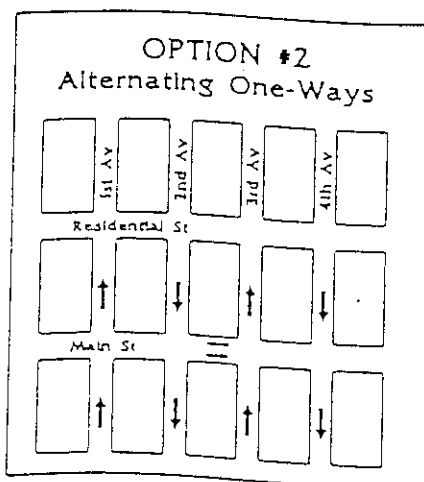 OPTION #2
Alternating One-Ways
1st AV
2nd AV
3rd AV
4th AV
Residential St
Main St